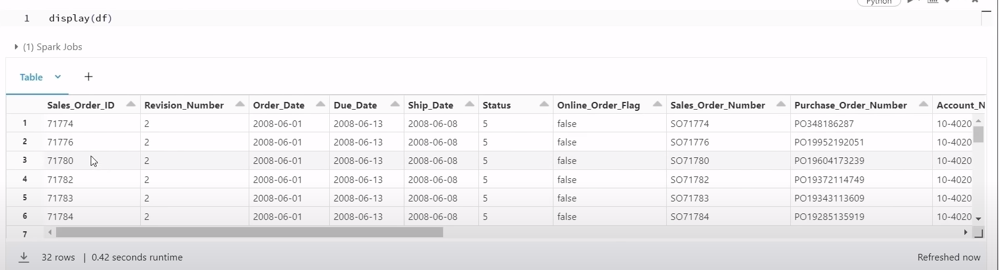 Python
1 display(df)
(1) Spark Jobs
Table +
Sales_Order_ID Revision_Number Order_Date Due_Date Ship_Date Status Online_Order_Flag Sales_Order_Number Purchase_Order_Number Account_N
1 71774 2 2008-06-01 2008-06-13 2008-06-08 5 false SO71774 PO348186287 10-4020
2 71776 2 2008-06-01 2008-06-13 2008-06-08 5 false SO71776 PO19952192051 10-4020
3 71780 2 2008-06-01 2008-06-13 2008-06-08 5 false SO71780 PO19604173239 10-4020
4 71782 2 2008-06-01 2008-06-13 2008-06-08 5 false SO71782 PO19372114749 10-4020
5 71783 2 2008-06-01 2008-06-13 2008-06-08 5 false SO71783 PO19343113609 10-4020
6 71784 2 2008-06-01 2008-06-13 2008-06-08 5 false SO71784 PO19285135919 10-4020
7
32 rows | 0.42 seconds runtime Refreshed now